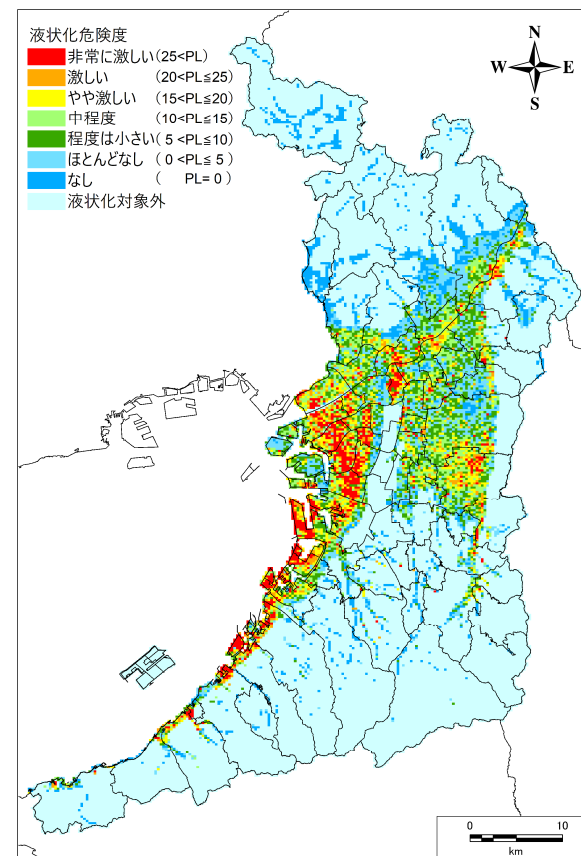 液状化危険度
非常に激しい(25<PL)
激しい (20<PL≦25)
やや激しい (15<PL≦20)
中程度 (10<PL≦15)
程度は小さい( 5 <PL≦10)
ほとんどなし ( 0 <PL≦ 5 )
なし ( PL= 0 )
液状化対象外
N
W E
S
0 10
km